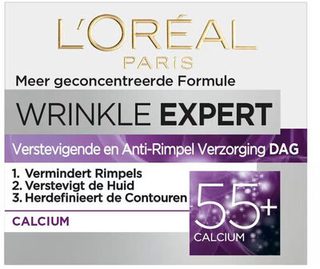 L'ORÉAL
PARIS
Meer geconcentreerde Formule
WRINKLE EXPERT
Verstevigende en Anti-Rimpel Verzorging DAG
1. Vermindert Rimpels
2. Verstevigt de Huid
3. Herdefinieert de Contouren
CALCIUM
55+
CALCIUM